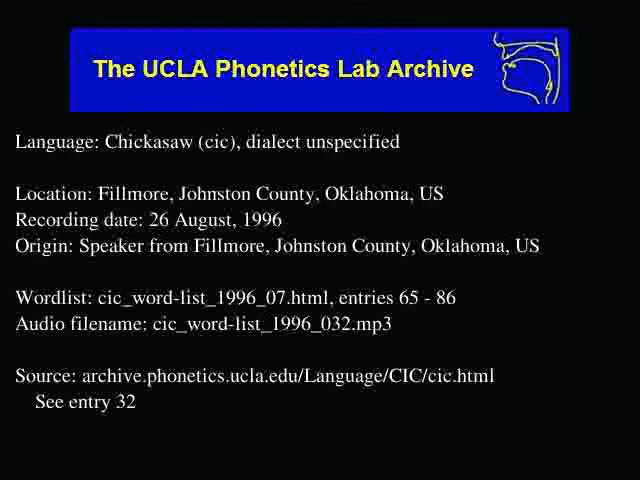 The UCLA Phonetics Lab Archive
Language: Chickasaw (cic), dialect unspecified
Location: Fillmore, Johnston County, Oklahoma, US
Recording date: 26 August, 1996
Origin: Speaker from Fillmore, Johnston County, Oklahoma, US
Wordlist: cic_word-list_1996_07.html, entries 65 - 86
Audio filename: cic_word-list_1996_032.mp3
Source: archive.phonetics.ucla.edu/Language/CIC/cic.html
See entry 32